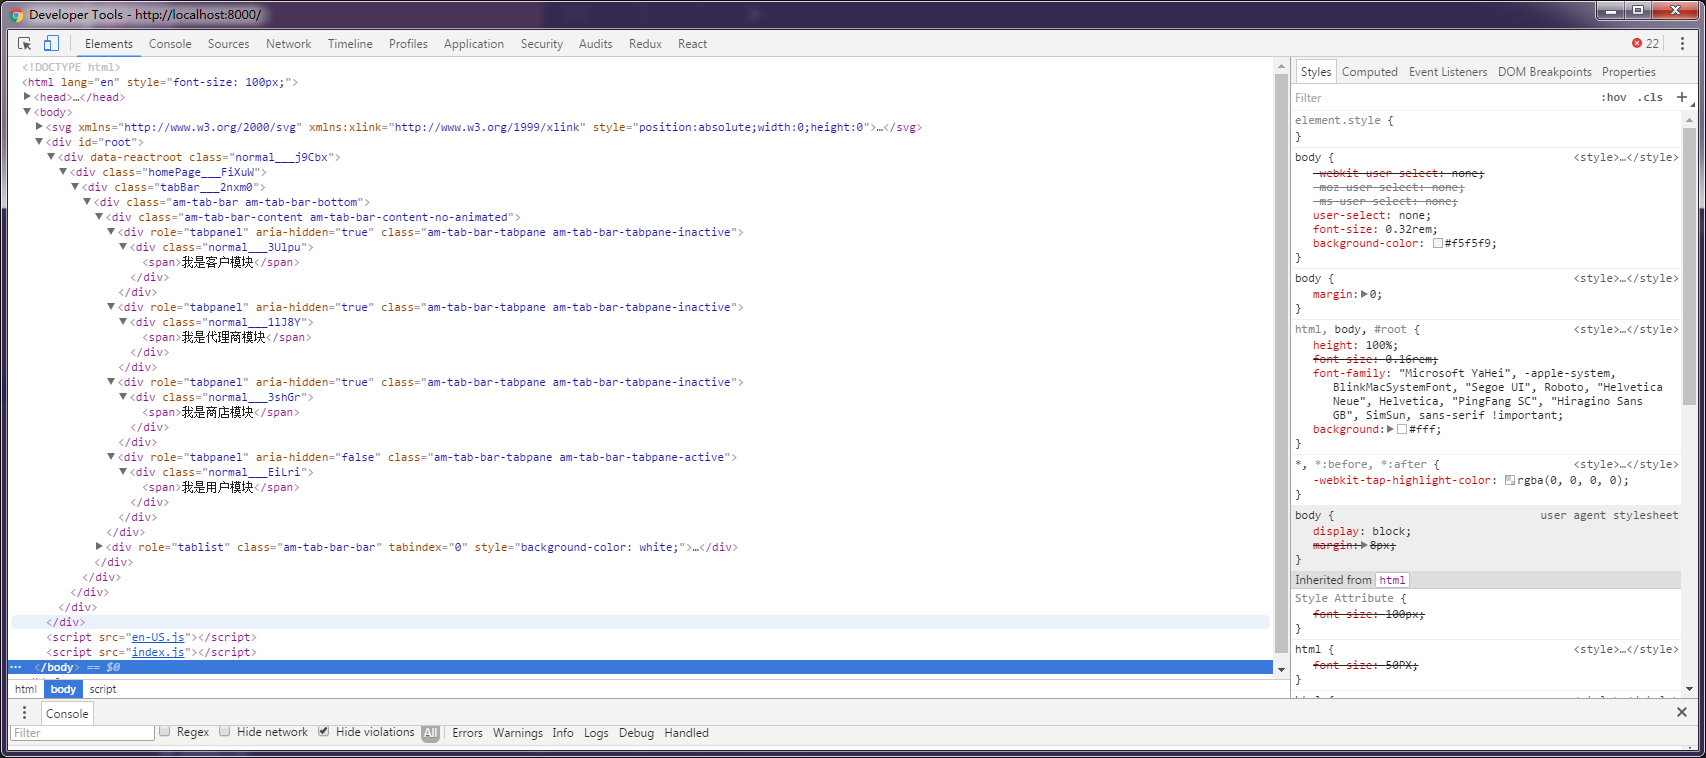 Developer Tools - http://localhost:8000/
Elements Console Sources Network Timeline Profiles Application Security Audits Redux React 22
<!DOCTYPE html>
<html lang="en" style="font-size: 100px;">
<head>…</head>
<body>
<svg xmlns="http://www.w3.org/2000/svg" xmlns:xlink="http://www.w3.org/1999/xlink" style="position:absolute;width:0;height:0">…</svg>
<div id="root">
<div data-reactroot class="normal___j9Cbx">
<div class="homePage___FiXuW">
<div class="tabBar___2nxm0">
<div class="am-tab-bar am-tab-bar-bottom">
<div class="am-tab-bar-content am-tab-bar-content-no-animated">
<div role="tabpanel" aria-hidden="true" class="am-tab-bar-tabpane am-tab-bar-tabpane-inactive">
<div class="normal___3Ulpu">
<span>我是客户模块</span>
</div>
</div>
<div role="tabpanel" aria-hidden="true" class="am-tab-bar-tabpane am-tab-bar-tabpane-inactive">
<div class="normal___1lJ8Y">
<span>我是代理商模块</span>
</div>
</div>
<div role="tabpanel" aria-hidden="true" class="am-tab-bar-tabpane am-tab-bar-tabpane-inactive">
<div class="normal___3shGr">
<span>我是商店模块</span>
</div>
</div>
<div role="tabpanel" aria-hidden="false" class="am-tab-bar-tabpane am-tab-bar-tabpane-active">
<div class="normal___EiLri">
<span>我是用户模块</span>
</div>
</div>
</div>
<div role="tablist" class="am-tab-bar-bar" tabindex="0" style="background-color: white;">…</div>
</div>
</div>
</div>
</div>
</div>
<script src="en-US.js"></script>
<script src="index.js"></script>
… </body> == $0
html body script
Styles Computed Event Listeners DOM Breakpoints Properties
Filter :hov .cls +
element.style {
}
body { <style>…</style>
-webkit-user-select: none;
-moz-user-select: none;
-ms-user-select: none;
user-select: none;
font-size: 0.32rem;
background-color: #f5f5f9;
}
body { <style>…</style>
margin: 0;
}
html, body, #root { <style>…</style>
height: 100%;
font-size: 0.16rem;
font-family: "Microsoft YaHei", -apple-system,
BlinkMacSystemFont, "Segoe UI", Roboto, "Helvetica
Neue", Helvetica, "PingFang SC", "Hiragino Sans
GB", SimSun, sans-serif !important;
background: #fff;
}
*, *:before, *:after { <style>…</style>
-webkit-tap-highlight-color: rgba(0, 0, 0, 0);
}
body { user agent stylesheet
display: block;
margin: 8px;
}
Inherited from html
Style Attribute {
font-size: 100px;
}
html { <style>…</style>
font-size: 50PX;
}
Console
Filter Regex Hide network Hide violations All Errors Warnings Info Logs Debug Handled